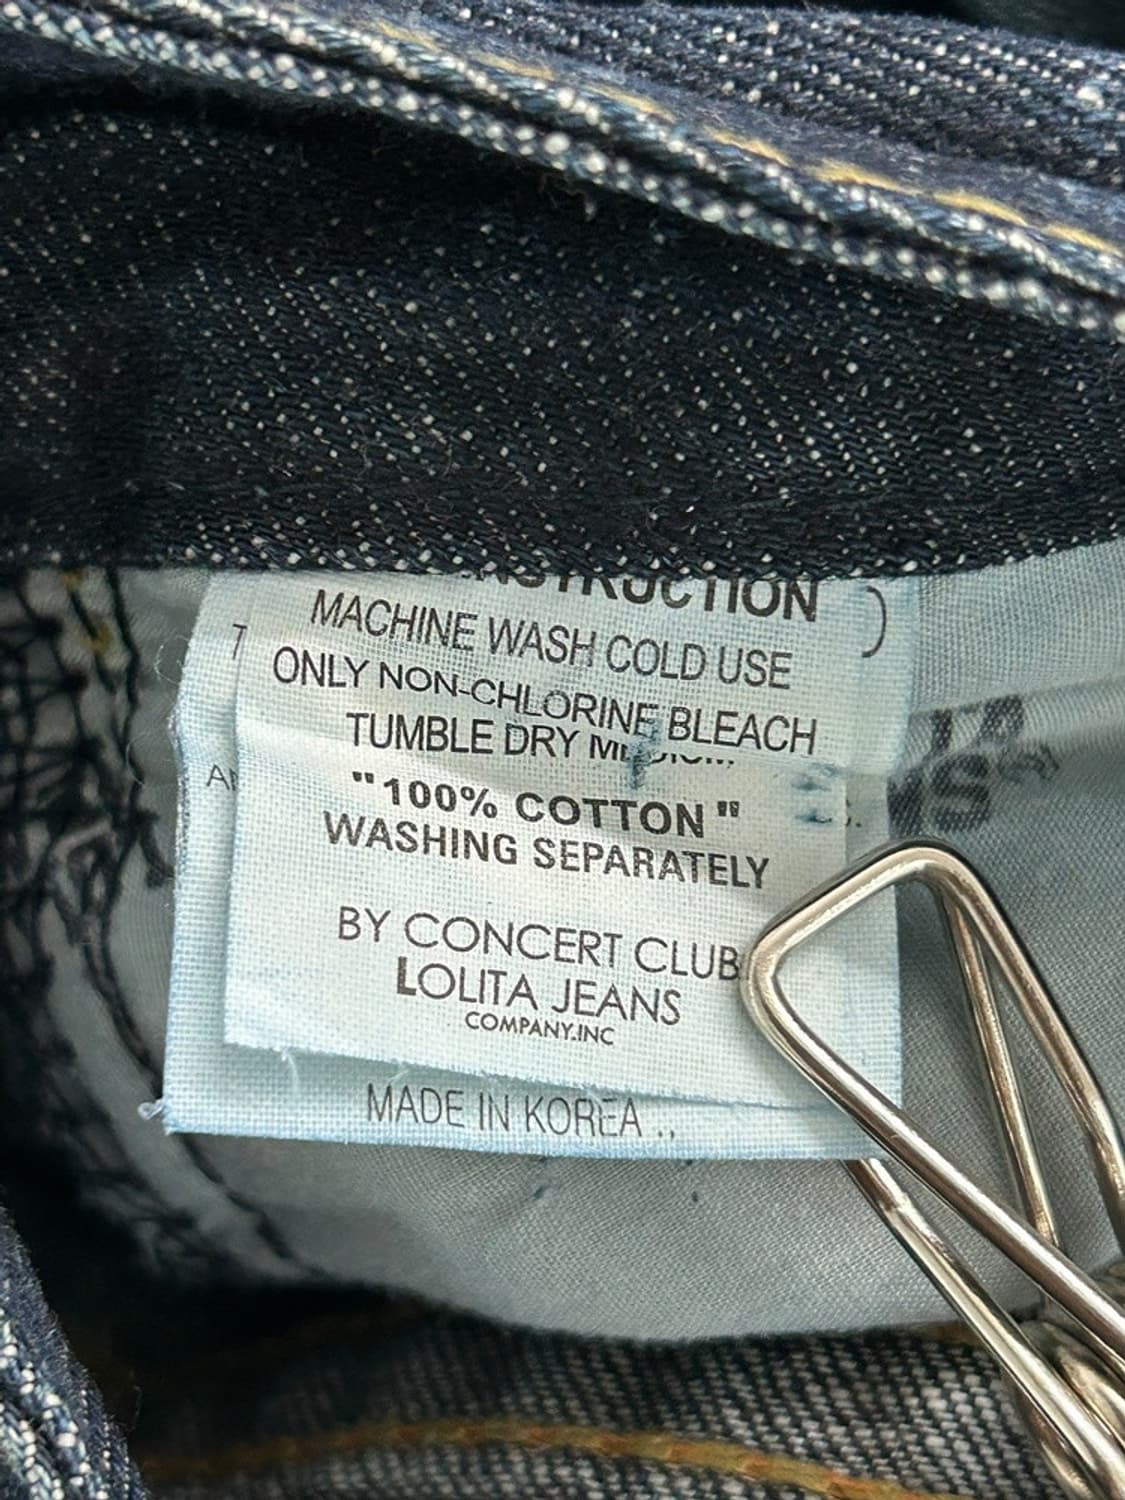 MACHINE WASH COLD USE
ONLY NON-CHLORINE BLEACH
TUMBLE DRY
"100% COTTON"
WASHING SEPARATELY
BY CONCERT CLUB
LOLITA JEANS
COMPANY.INC
MADE IN KOREA ..